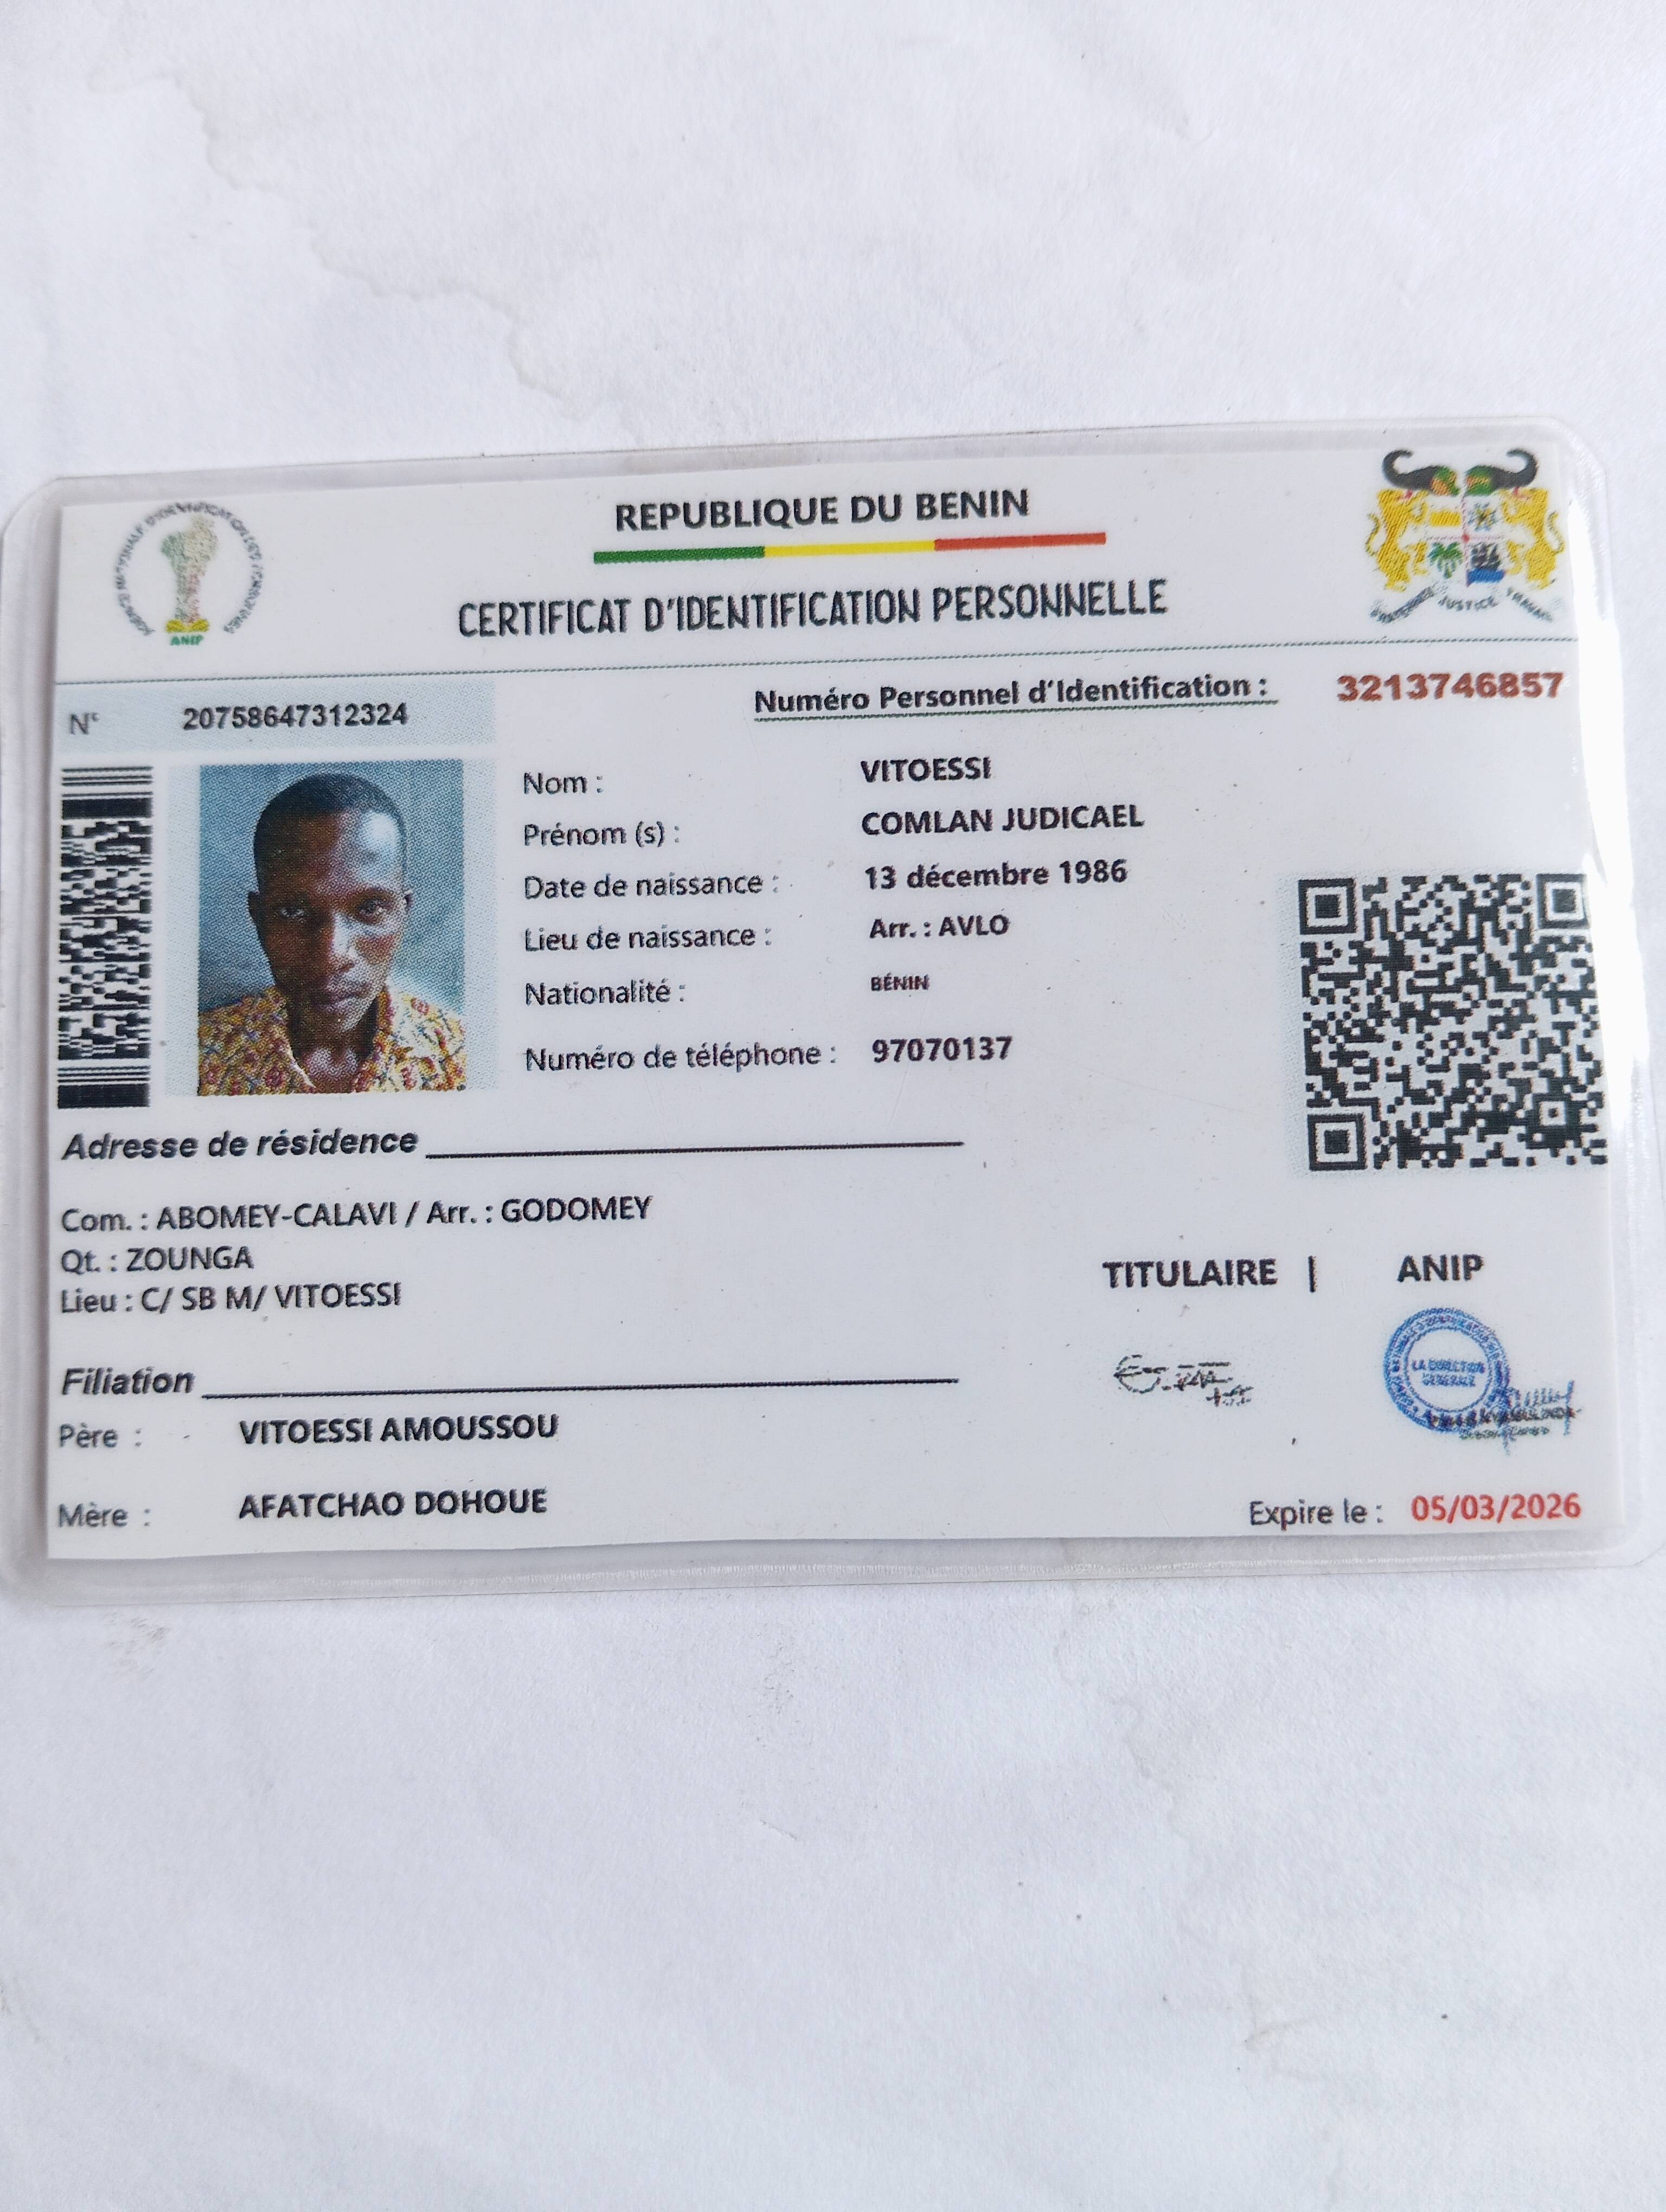 REPUBLIQUE DU BENIN
CERTIFICAT D'IDENTIFICATION PERSONNELLE
ANIP
JUSTICE TRAVAIL
N° 20758647312324
Numéro Personnel d'Identification : 3213746857
Nom : VITOESSI
Prénom (s) : COMLAN JUDICAEL
Date de naissance : 13 décembre 1986
Lieu de naissance : Arr. : AVLO
Nationalité : BÉNIN
Numéro de téléphone : 97070137
Adresse de résidence
Com. : ABOMEY-CALAVI / Arr. : GODOMEY
Qt. : ZOUNGA
Lieu : C/ SB M/ VITOESSI
TITULAIRE | ANIP
LA DIRECTION
GENERALE
Filiation
Père : VITOESSI AMOUSSOU
Mère : AFATCHAO DOHOUE
Expire le : 05/03/2026